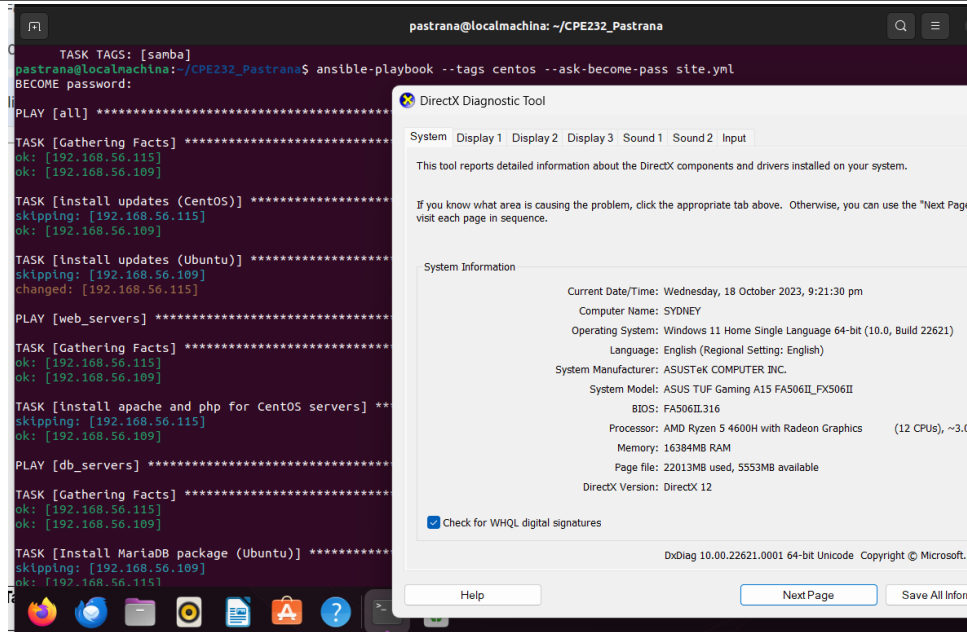 pastrana@localmachina: ~/CPE232_Pastrana
TASK TAGS: [samba]
pastrana@localmachina:~/CPE232_Pastrana$ ansible-playbook --tags centos --ask-become-pass site.yml
BECOME password:
PLAY [all] ****************************************
TASK [Gathering Facts] ****************************
ok: [192.168.56.115]
ok: [192.168.56.109]
TASK [install updates (CentOS)] *******************
skipping: [192.168.56.115]
ok: [192.168.56.109]
TASK [install updates (Ubuntu)] *******************
skipping: [192.168.56.109]
changed: [192.168.56.115]
PLAY [web_servers] ********************************
TASK [Gathering Facts] ****************************
ok: [192.168.56.115]
ok: [192.168.56.109]
TASK [install apache and php for CentOS servers] **
skipping: [192.168.56.115]
ok: [192.168.56.109]
PLAY [db_servers] *********************************
TASK [Gathering Facts] ****************************
ok: [192.168.56.115]
ok: [192.168.56.109]
TASK [Install MariaDB package (Ubuntu)] ***********
skipping: [192.168.56.109]
ok: [192.168.56.115]
DirectX Diagnostic Tool
System Display 1 Display 2 Display 3 Sound 1 Sound 2 Input
This tool reports detailed information about the DirectX components and drivers installed on your system.
If you know what area is causing the problem, click the appropriate tab above. Otherwise, you can use the "Next Page
visit each page in sequence.
System Information
Current Date/Time: Wednesday, 18 October 2023, 9:21:30 pm
Computer Name: SYDNEY
Operating System: Windows 11 Home Single Language 64-bit (10.0, Build 22621)
Language: English (Regional Setting: English)
System Manufacturer: ASUSTeK COMPUTER INC.
System Model: ASUS TUF Gaming A15 FA506II_FX506II
BIOS: FA506II.316
Processor: AMD Ryzen 5 4600H with Radeon Graphics (12 CPUs), ~3.0
Memory: 16384MB RAM
Page file: 22013MB used, 5553MB available
DirectX Version: DirectX 12
Check for WHQL digital signatures
DxDiag 10.00.22621.0001 64-bit Unicode Copyright © Microsoft.
Help
Next Page
Save All Infor